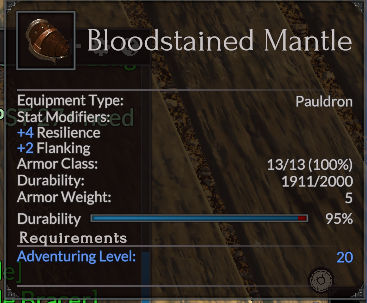 Bloodstained Mantle
Equipment Type: Pauldron
Stat Modifiers:
+4 Resilience
+2 Flanking
Armor Class: 13/13 (100%)
Durability: 1911/2000
Armor Weight: 5
Durability 95%
Requirements
Adventuring Level: 20